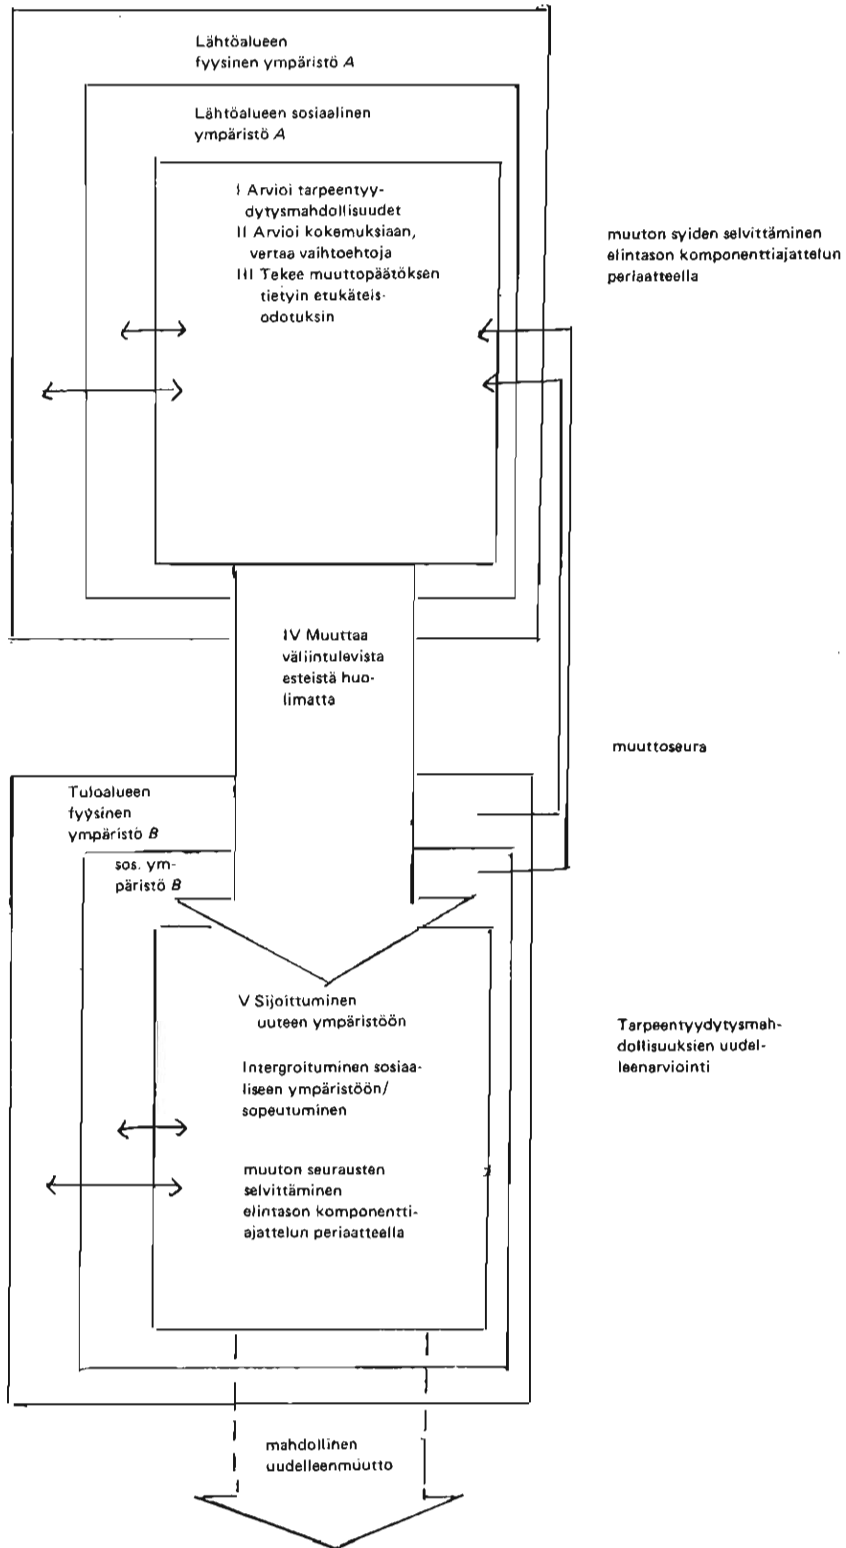 Lähtöalueen
fyysinen ympäristö A
Lähtöalueen sosiaalinen
ympäristö A
I Arvioi tarpeentyy-
dytysmahdollisuudet
II Arvioi kokemuksiaan,
vertaa vaihtoehtoja
III Tekee muuttopäätöksen
tietyin etukäteis-
odotuksin
muuton syiden selvittäminen
elintason komponenttiajattelun
periaatteella
IV Muuttaa
väliintulevista
esteistä huo-
limatta
muuttoseura
Tuloalueen
fyysinen
ympäristö B
sos. ym-
päristö B
V Sijoittuminen
uuteen ympäristöön
Intergroituminen sosiaa-
liseen ympäristöön/
sopeutuminen
muuton seurausten
selvittäminen
elintason komponentti-
ajattelun periaatteella
Tarpeentyydytysmah-
dollisuuksien uudel-
leenarviointi
mahdollinen
uudelleenmuutto